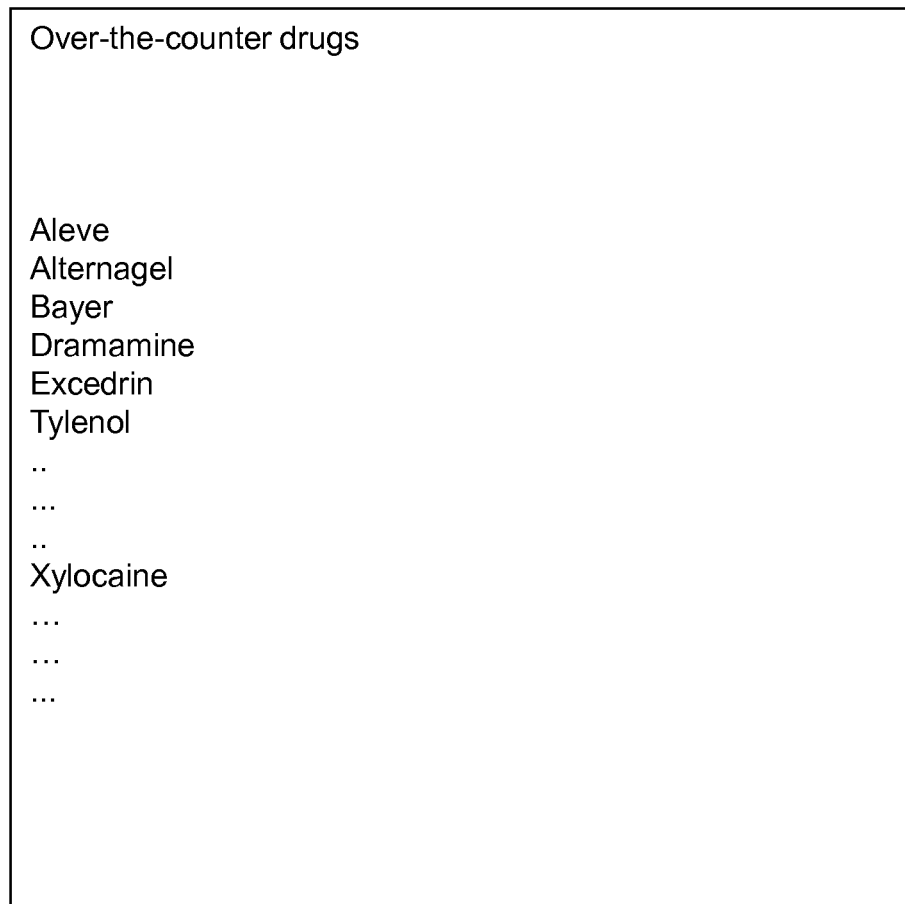 Over-the-counter drugs
Aleve
Alternagel
Bayer
Dramamine
Excedrin
Tylenol
..
...
..
Xylocaine
…
…
...